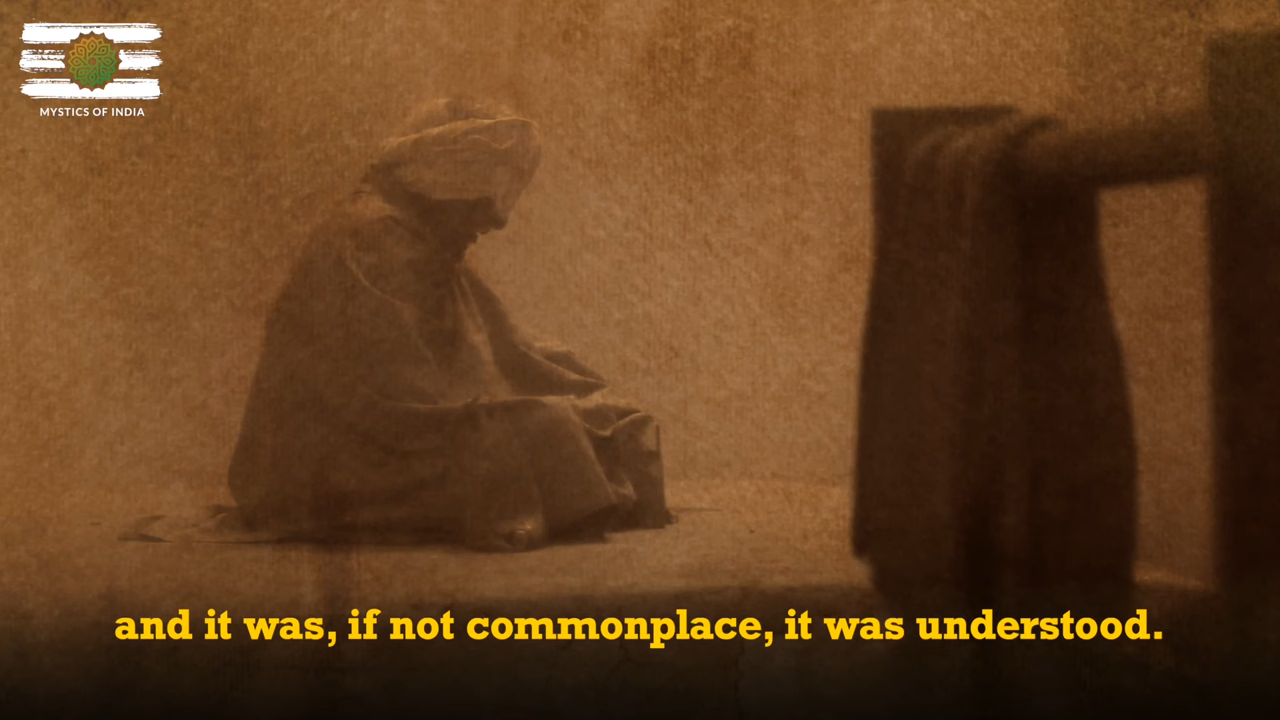 MYSTICS OF INDIA
and it was, if not commonplace, it was understood.